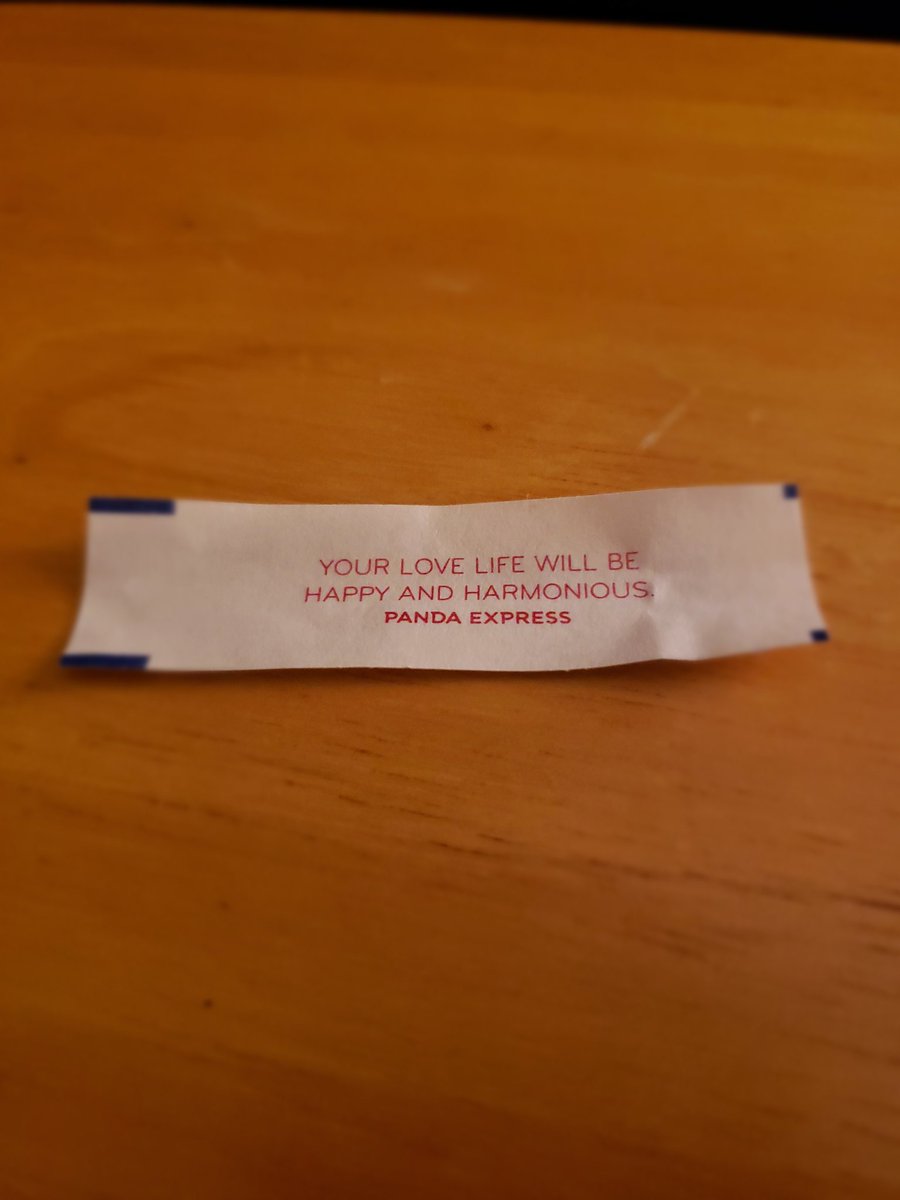 YOUR LOVE LIFE WILL BE
HAPPY AND HARMONIOUS.
PANDA EXPRESS